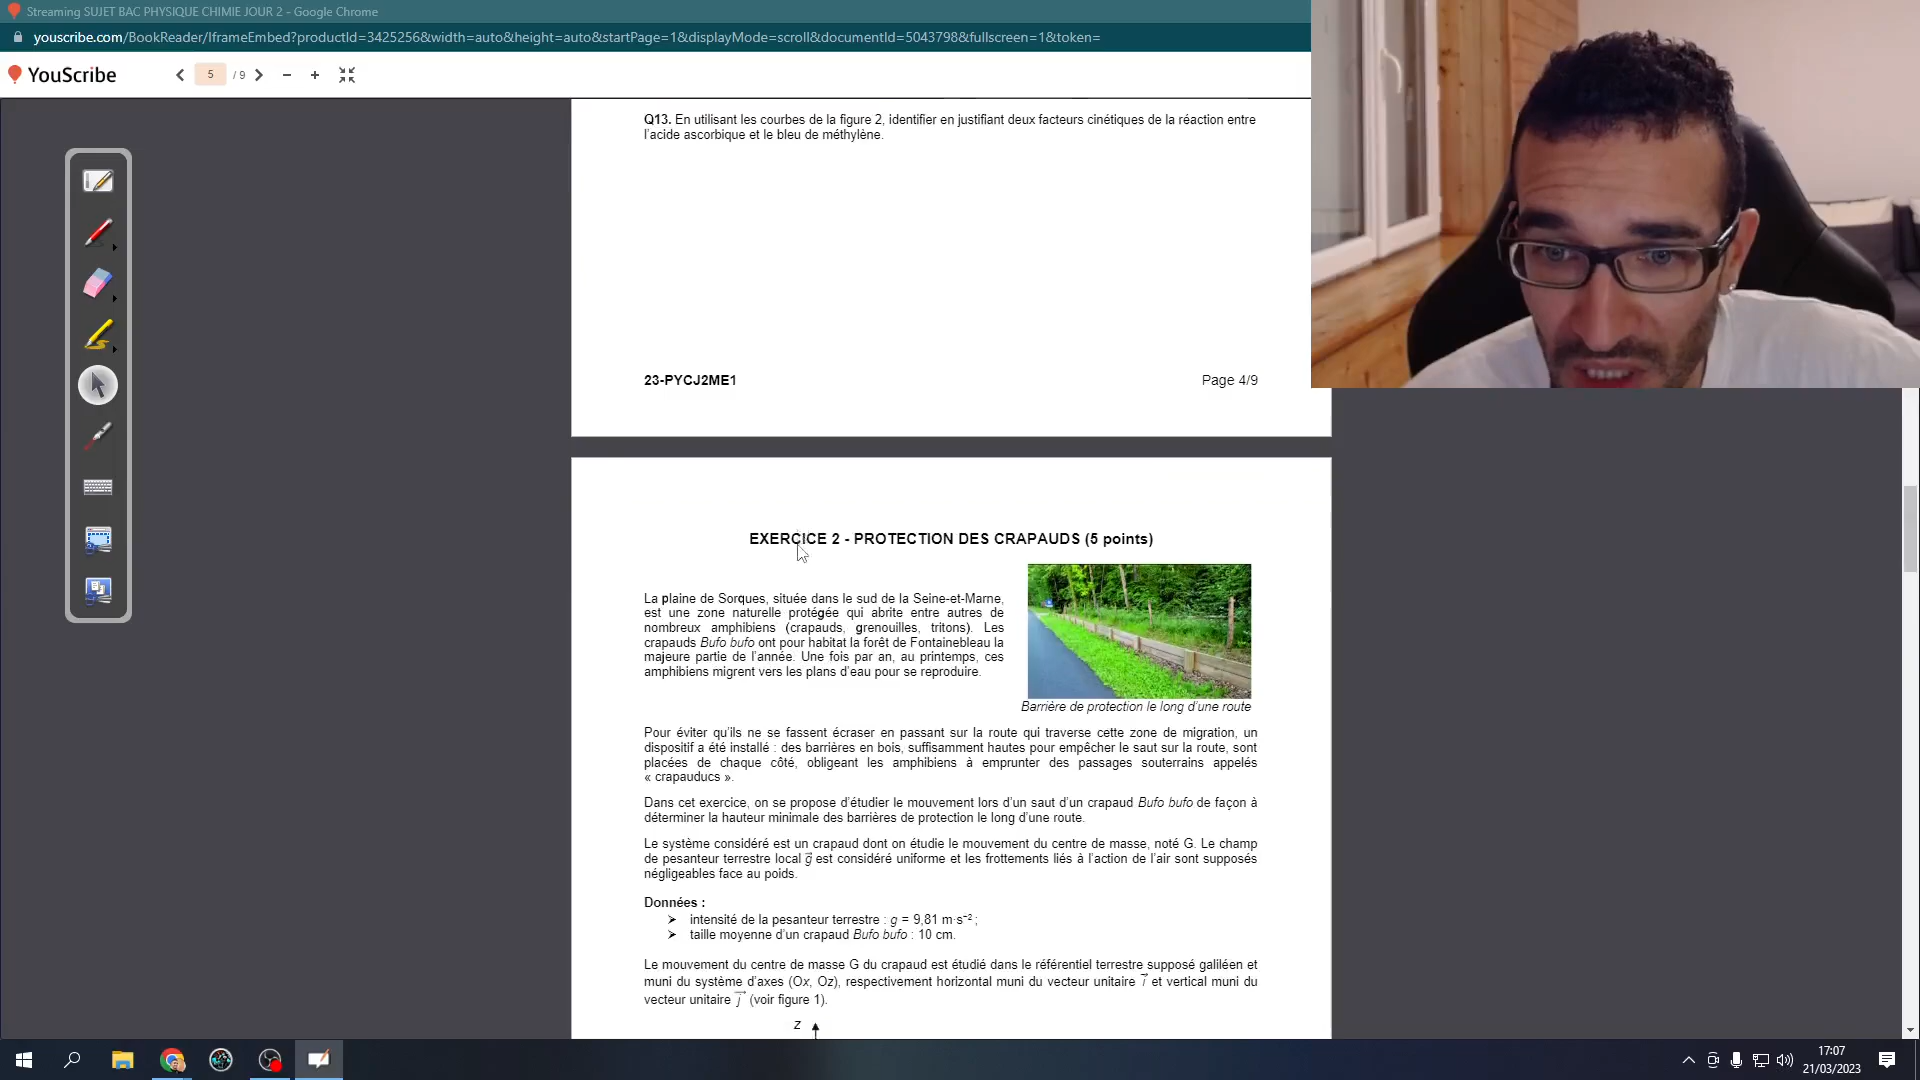 Streaming SUJET BAC PHYSIQUE CHIMIE JOUR 2 - Google Chrome
youscribe.com/BookReader/IframeEmbed?productId=3425256&width=auto&height=auto&startPage=1&displayMode=scroll&documentId=5043798&fullscreen=1&token=
YouScribe
5 / 9
Q13. En utilisant les courbes de la figure 2, identifier en justifiant deux facteurs cinétiques de la réaction entre
l'acide ascorbique et le bleu de méthylène.
23-PYCJ2ME1
Page 4/9
EXERCICE 2 - PROTECTION DES CRAPAUDS (5 points)
La plaine de Sorques, située dans le sud de la Seine-et-Marne,
est une zone naturelle protégée qui abrite entre autres de
nombreux amphibiens (crapauds, grenouilles, tritons). Les
crapauds Bufo bufo ont pour habitat la forêt de Fontainebleau la
majeure partie de l'année. Une fois par an, au printemps, ces
amphibiens migrent vers les plans d'eau pour se reproduire.
Barrière de protection le long d'une route
Pour éviter qu'ils ne se fassent écraser en passant sur la route qui traverse cette zone de migration, un
dispositif a été installé : des barrières en bois, suffisamment hautes pour empêcher le saut sur la route, sont
placées de chaque côté, obligeant les amphibiens à emprunter des passages souterrains appelés
« crapauducs ».
Dans cet exercice, on se propose d'étudier le mouvement lors d'un saut d'un crapaud Bufo bufo de façon à
déterminer la hauteur minimale des barrières de protection le long d'une route.
Le système considéré est un crapaud dont on étudie le mouvement du centre de masse, noté G. Le champ
de pesanteur terrestre local g⃗ est considéré uniforme et les frottements liés à l'action de l'air sont supposés
négligeables face au poids.
Données :
➤ intensité de la pesanteur terrestre : g = 9,81 m·s⁻² ;
➤ taille moyenne d'un crapaud Bufo bufo : 10 cm.
Le mouvement du centre de masse G du crapaud est étudié dans le référentiel terrestre supposé galiléen et
muni du système d'axes (Ox, Oz), respectivement horizontal muni du vecteur unitaire i⃗ et vertical muni du
vecteur unitaire j⃗ (voir figure 1).
z
17:07
21/03/2023